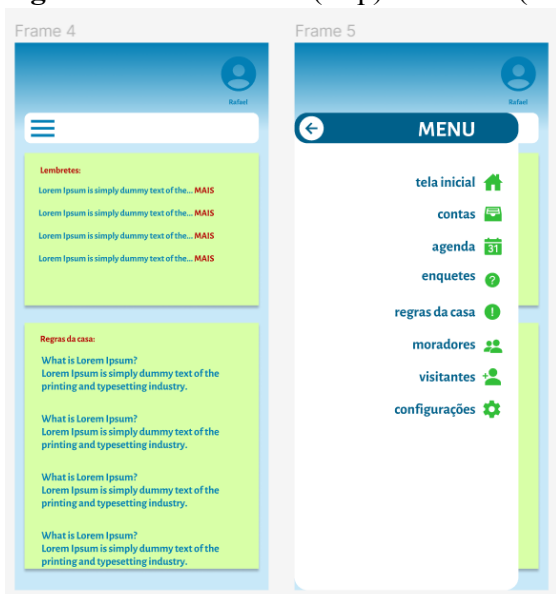 Frame 4
Rafael
Lembretes:
Lorem Ipsum is simply dummy text of the... MAIS
Lorem Ipsum is simply dummy text of the... MAIS
Lorem Ipsum is simply dummy text of the... MAIS
Lorem Ipsum is simply dummy text of the... MAIS
Regras da casa:
What is Lorem Ipsum?
Lorem Ipsum is simply dummy text of the
printing and typesetting industry.
What is Lorem Ipsum?
Lorem Ipsum is simply dummy text of the
printing and typesetting industry.
What is Lorem Ipsum?
Lorem Ipsum is simply dummy text of the
printing and typesetting industry.
What is Lorem Ipsum?
Lorem Ipsum is simply dummy text of the
printing and typesetting industry.
Frame 5
Rafael
MENU
tela inicial
contas
agenda
31
enquetes
?
regras da casa
!
moradores
visitantes
configurações